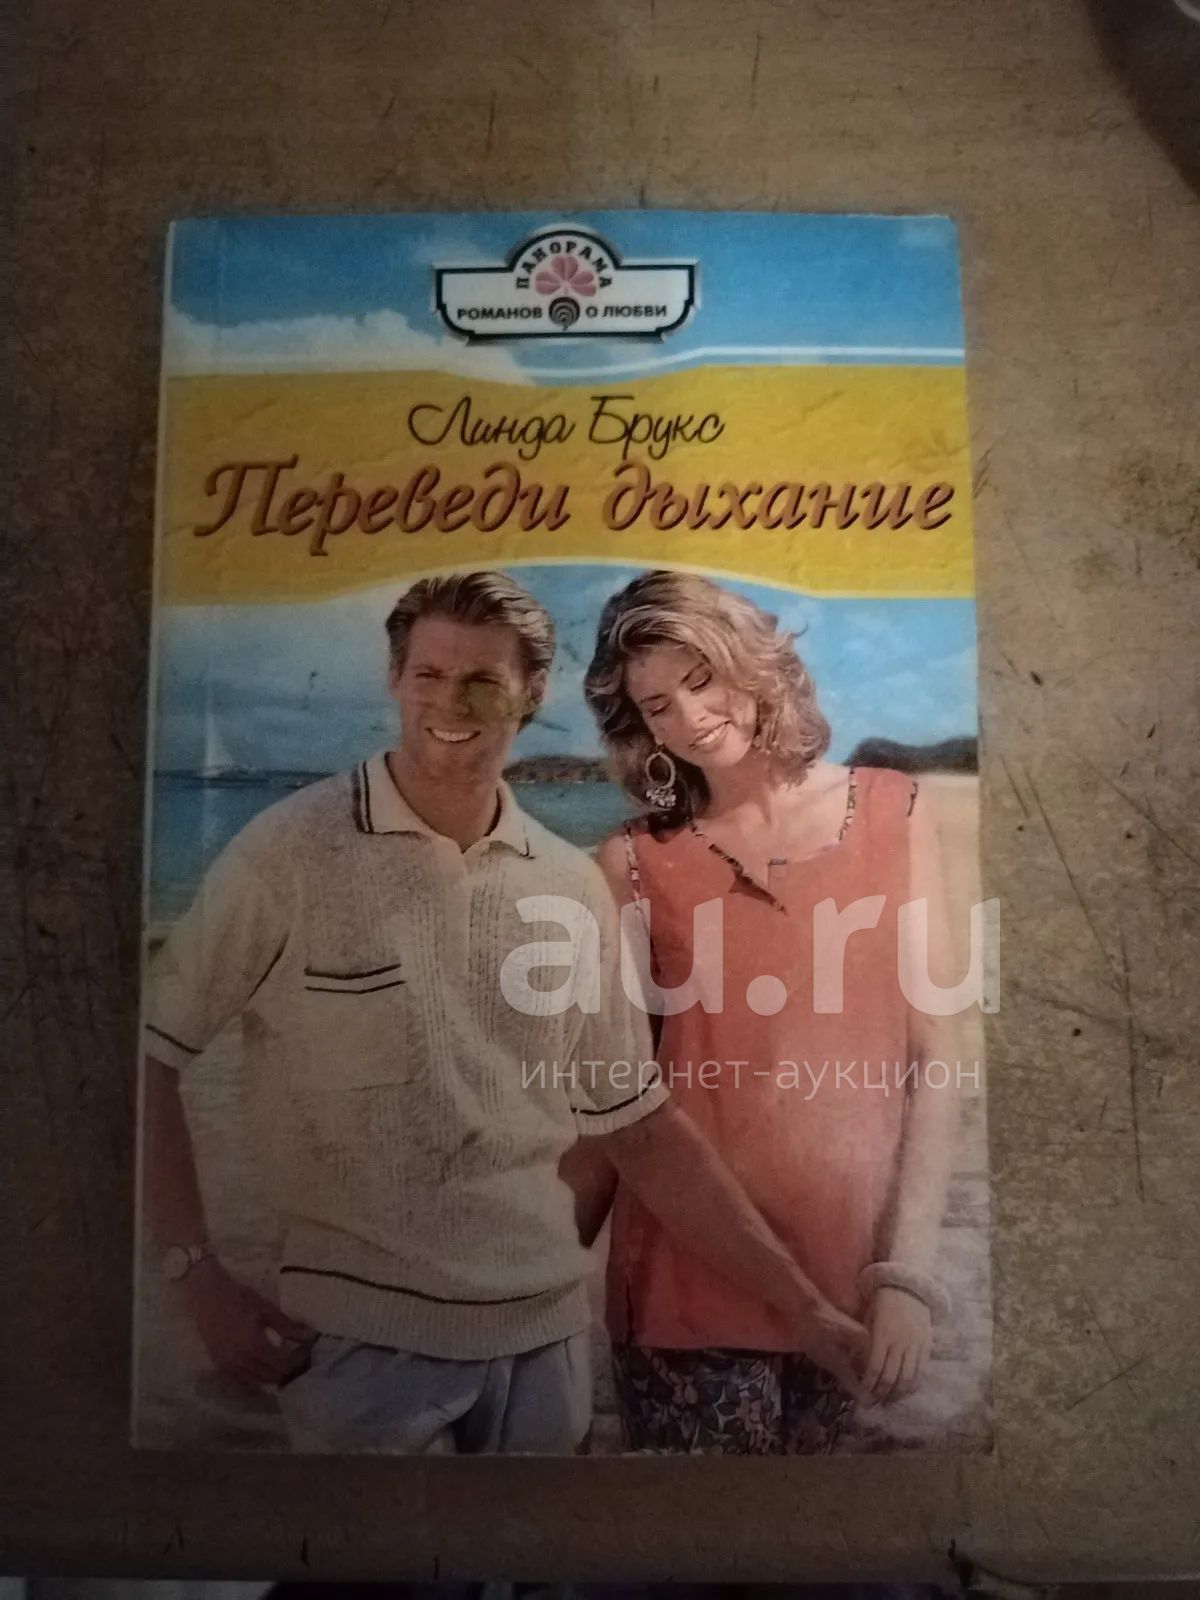 ПАНОРАМА
РОМАНОВ О ЛЮБВИ
Линда Брукс
Переведи дыхание
au.ru
интернет-аукцион